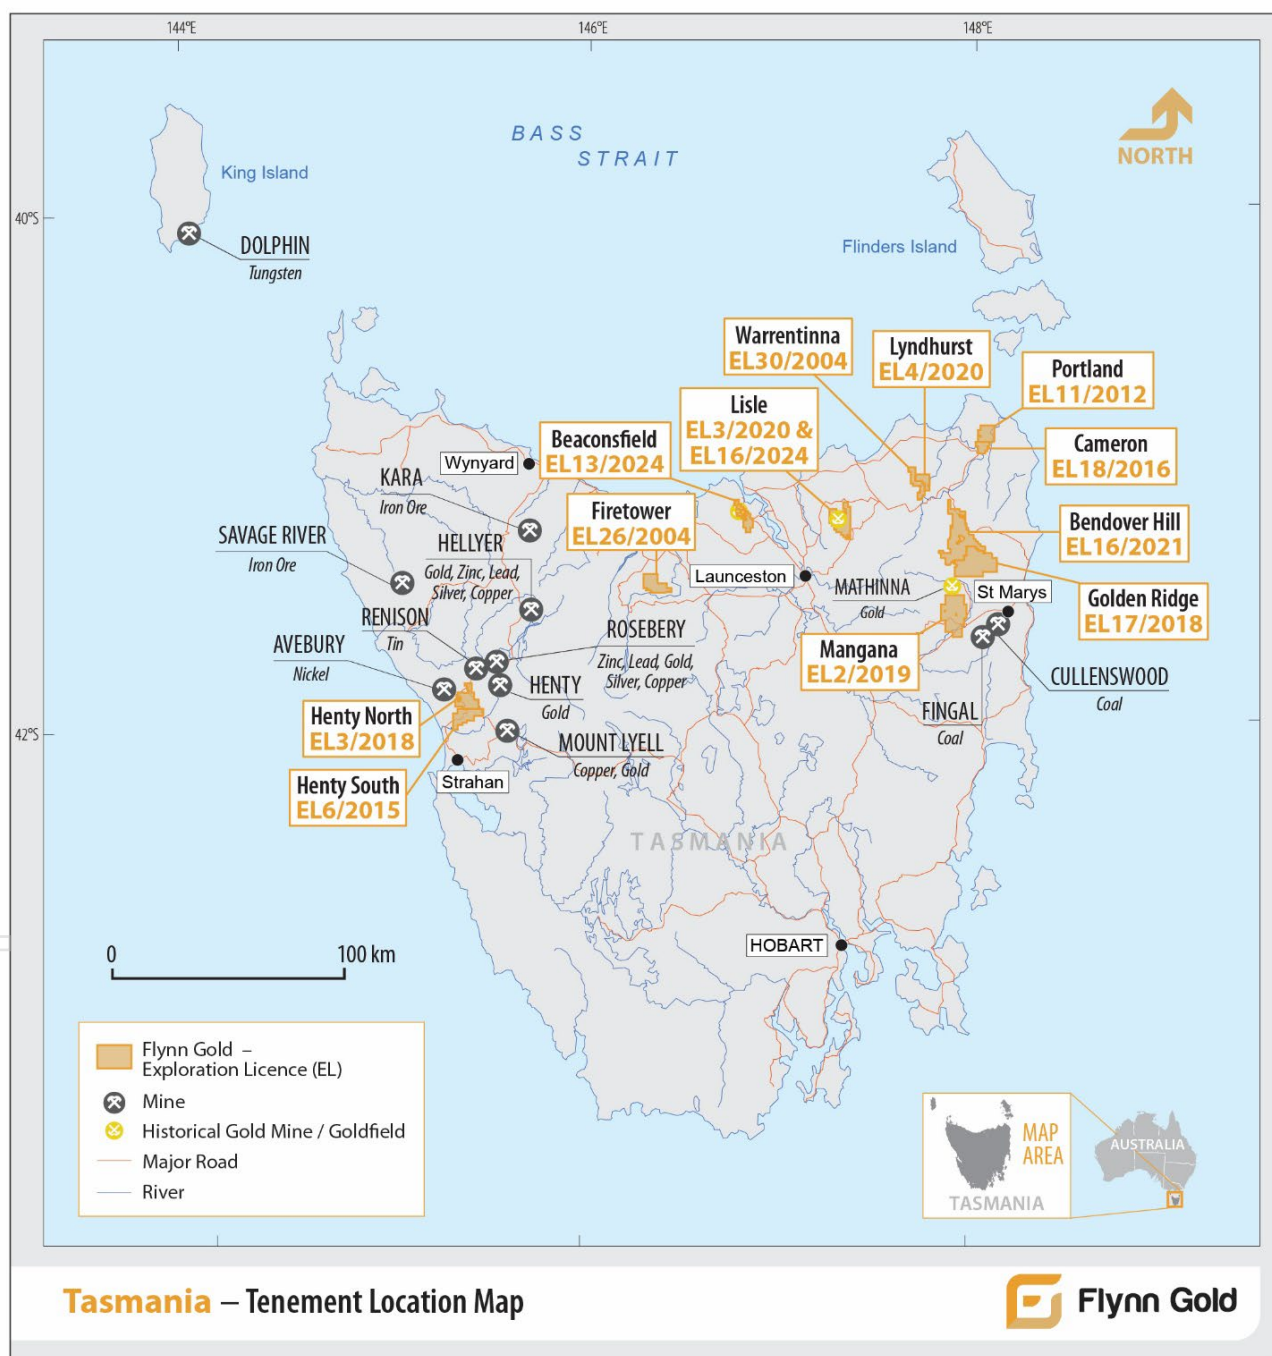 144°E
146°E
148°E
BASS
STRAIT
NORTH
King Island
40°S
DOLPHIN
Tungsten
Flinders Island
Warrentinna
EL30/2004
Lyndhurst
EL4/2020
Portland
EL11/2012
Lisle
EL3/2020 &
EL16/2024
Beaconsfield
EL13/2024
Cameron
EL18/2016
Wynyard
KARA
Iron Ore
Firetower
EL26/2004
Bendover Hill
EL16/2021
SAVAGE RIVER
Iron Ore
HELLYER
Gold, Zinc, Lead,
Silver, Copper
Launceston
MATHINNA
Gold
St Marys
Golden Ridge
EL17/2018
RENISON
Tin
ROSEBERY
Zinc, Lead, Gold,
Silver, Copper
AVEBURY
Nickel
Mangana
EL2/2019
CULLENSWOOD
Coal
HENTY
Gold
Henty North
EL3/2018
FINGAL
Coal
42°S
MOUNT LYELL
Copper, Gold
Henty South
EL6/2015
Strahan
TASMANIA
HOBART
0
100 km
Flynn Gold –
Exploration Licence (EL)
Mine
Historical Gold Mine / Goldfield
Major Road
River
MAP
AREA
TASMANIA
AUSTRALIA
Tasmania – Tenement Location Map
Flynn Gold